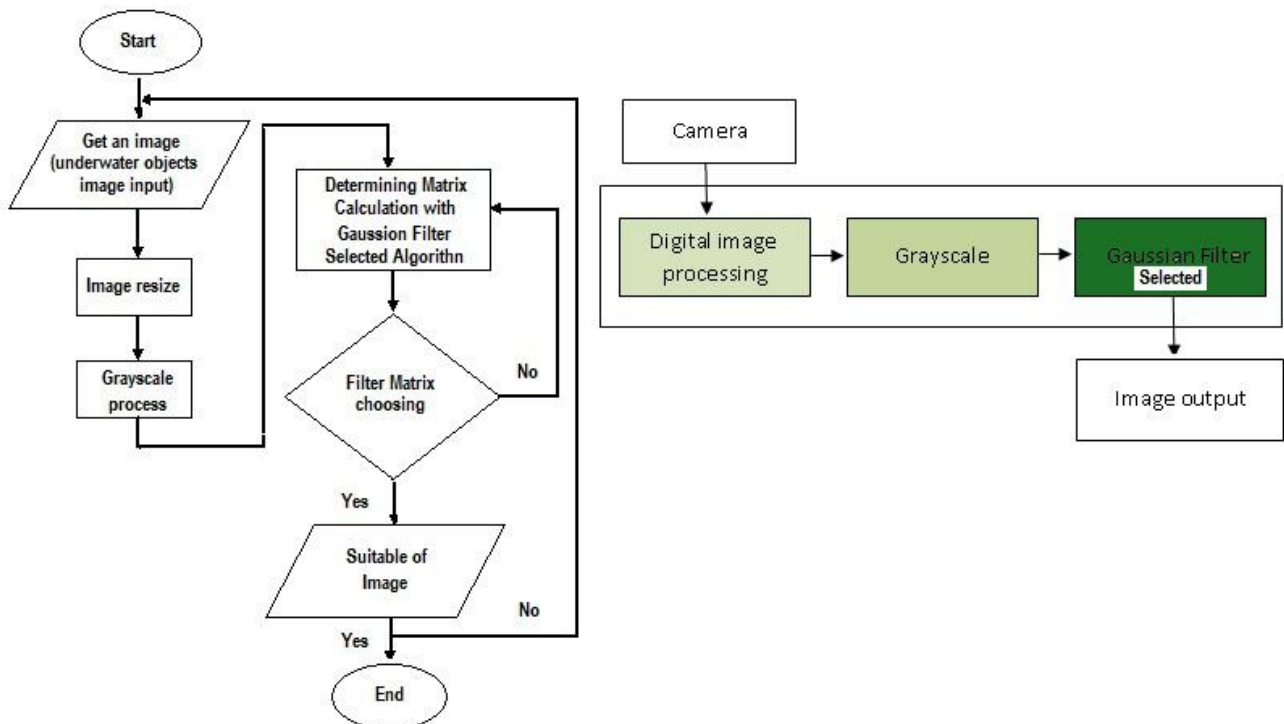 Start
Get an image
(underwater objects
image input)
Image resize
Grayscale
process
Determining Matrix
Calculation with
Gaussion Filter
Selected Algorithn
Filter Matrix
choosing
No
Yes
Suitable of
Image
No
Yes
End
Camera
Digital image
processing
Grayscale
Gaussian Filter
Selected
Image output